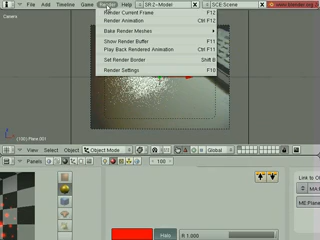 File Add Timeline Game Render Help SR:2-Model SCE:Scene
Camera
Render Current Frame F12
Render Animation Ctrl F12
Bake Render Meshes
Show Render Buffer F11
Play Back Rendered Animation Ctrl F11
Set Render Border Shift B
Render Settings F10
(100) Plane.001
View Select Object Object Mode Global
Panels 100
Link to O
MA:
ME:Plane
Halo R 1.000